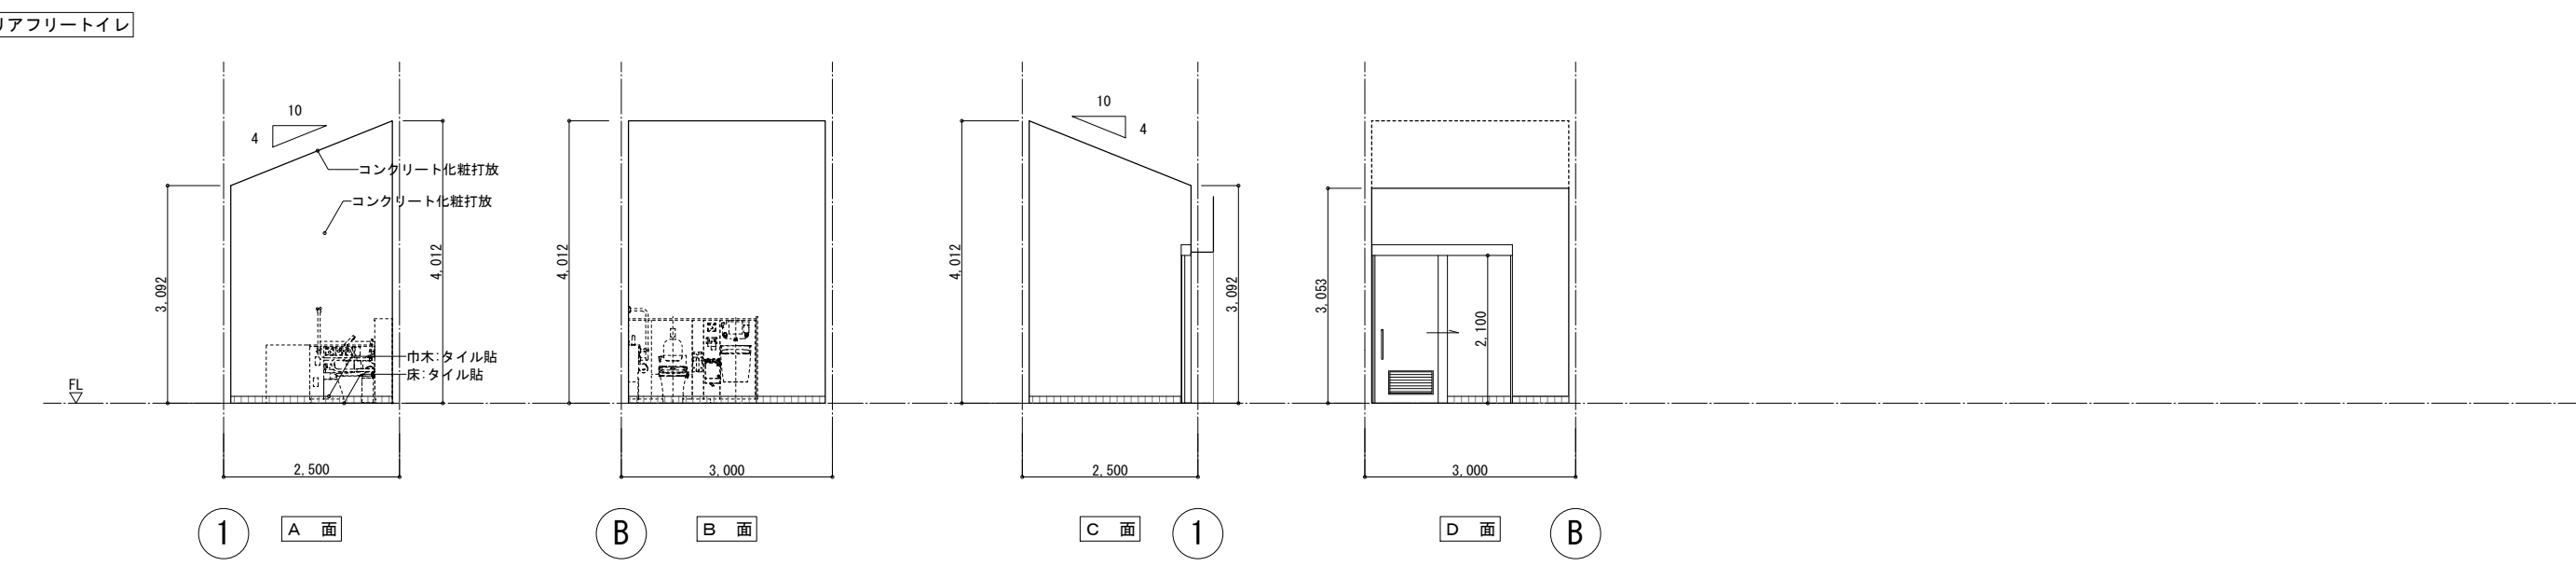 リアフリートイレ
10
4
コンクリート化粧打放
コンクリート化粧打放
3,092
4,012
巾木:タイル貼
床:タイル貼
FL
2,500
1
A 面
4,012
3,000
B
B 面
10
4
4,012
3,092
2,500
C 面
1
3,053
2,100
3,000
D 面
B